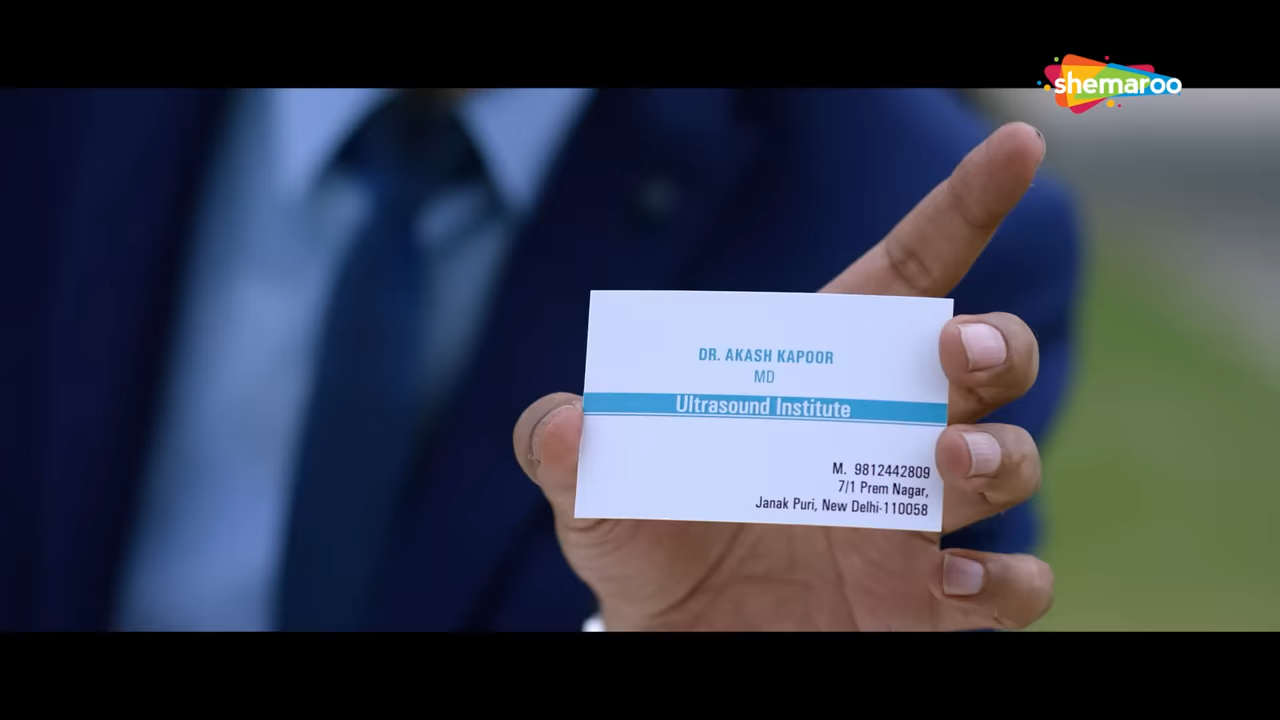 shemaroo
DR. AKASH KAPOOR
MD
Ultrasound Institute
M. 9812442809
7/1 Prem Nagar,
Janak Puri, New Delhi-110058